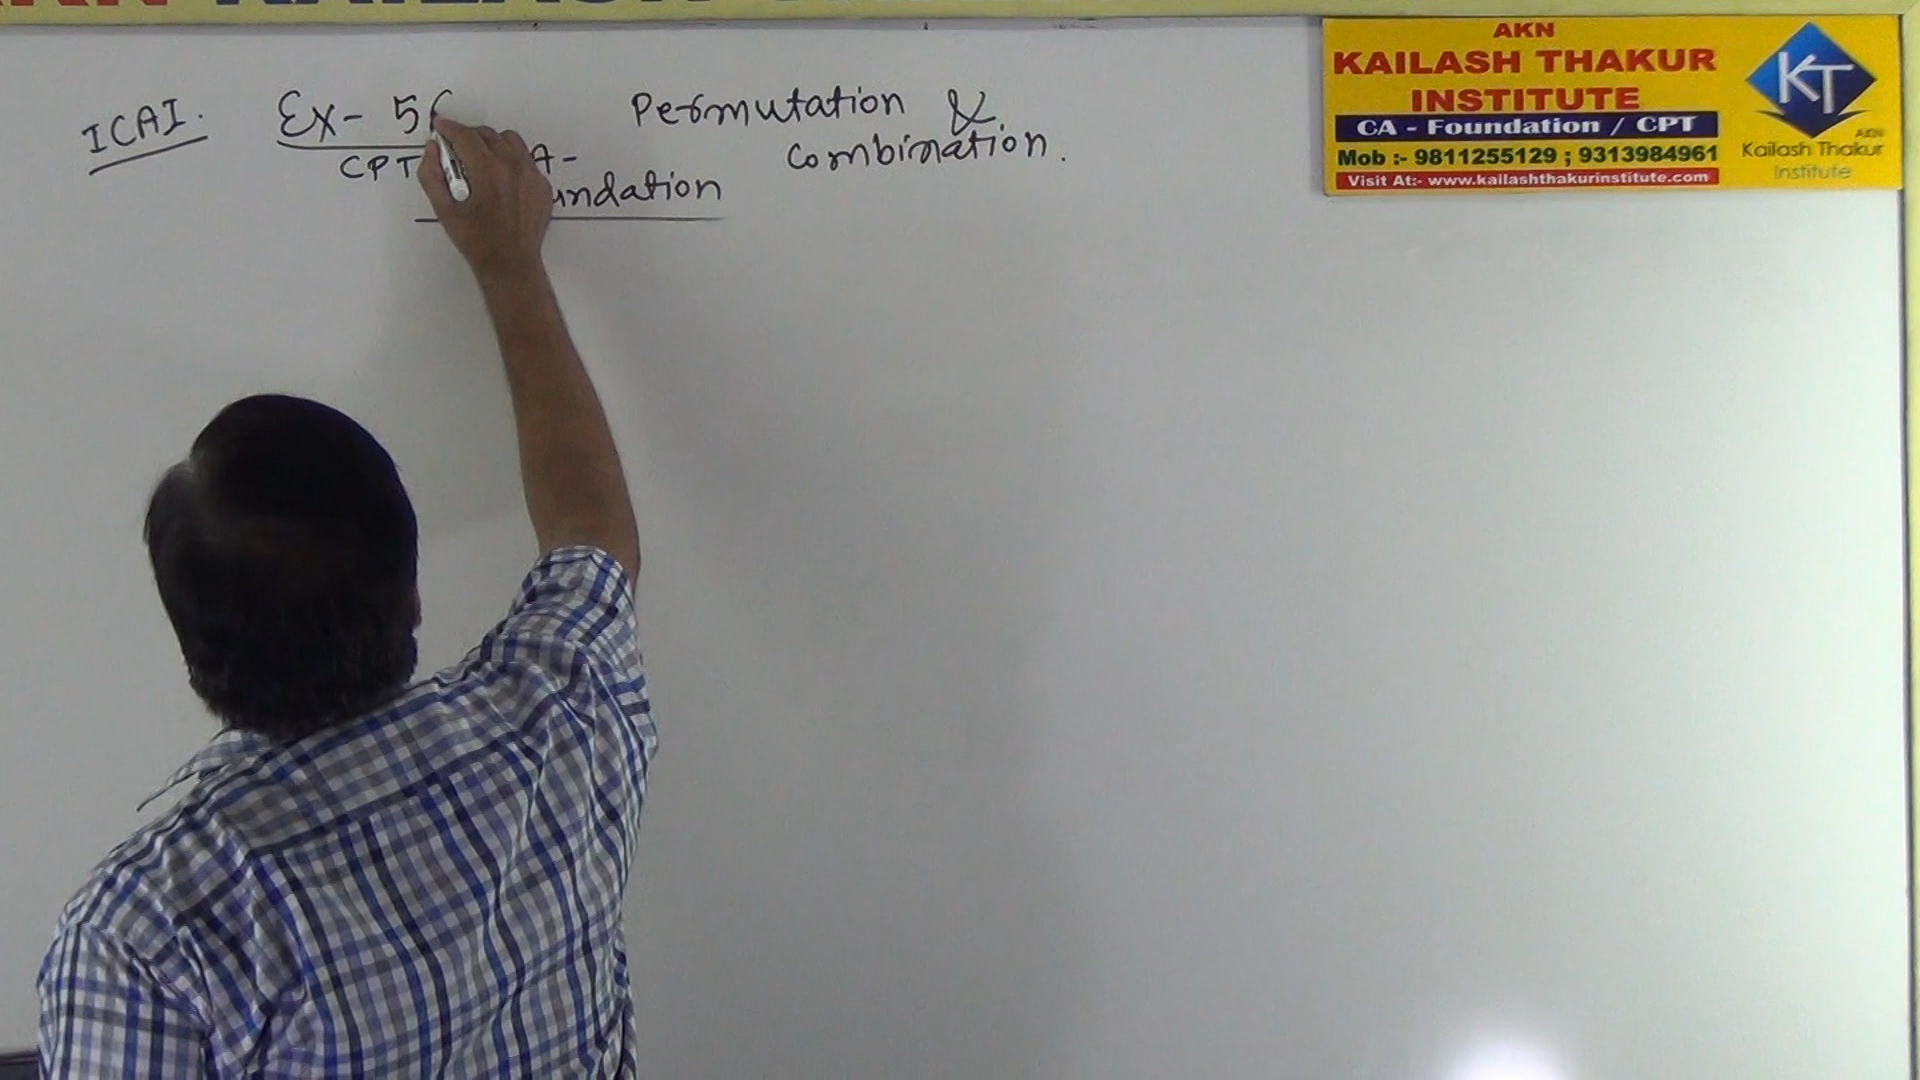 ICAI. Ex- 5 Permutation &
Combination.
CPT A-
undation
AKN
KAILASH THAKUR
INSTITUTE
CA - Foundation / CPT
Mob :- 9811255129 ; 9313984961
Visit At:- www.kailashthakurinstitute.com
KT
AKN
Kailash Thakur
Institute